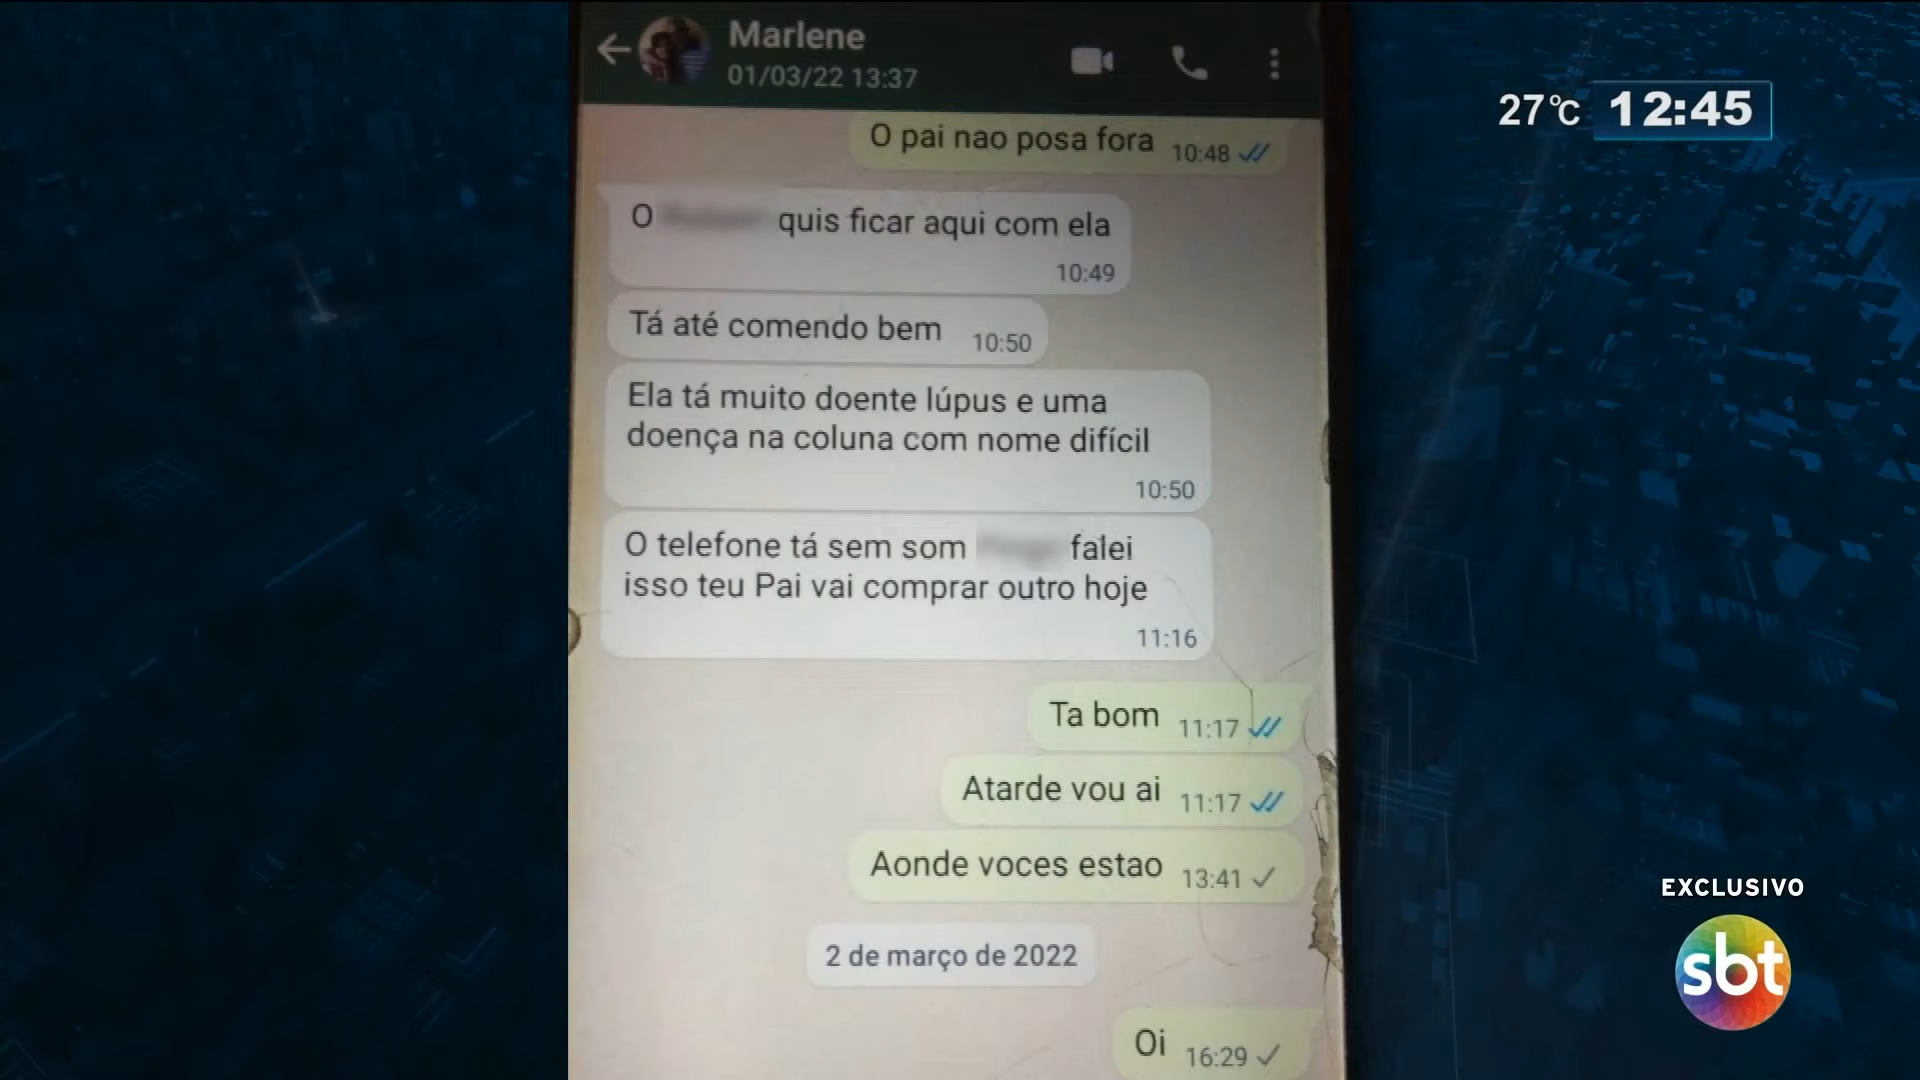 Marlene
01/03/22 13:37
27°C 12:45
O pai nao posa fora 10:48
O quis ficar aqui com ela
10:49
Tá até comendo bem 10:50
Ela tá muito doente lúpus e uma
doença na coluna com nome difícil
10:50
O telefone tá sem som falei
isso teu Pai vai comprar outro hoje
11:16
Ta bom 11:17
Atarde vou ai 11:17
Aonde voces estao 13:41
2 de março de 2022
Oi 16:29
EXCLUSIVO
sbt